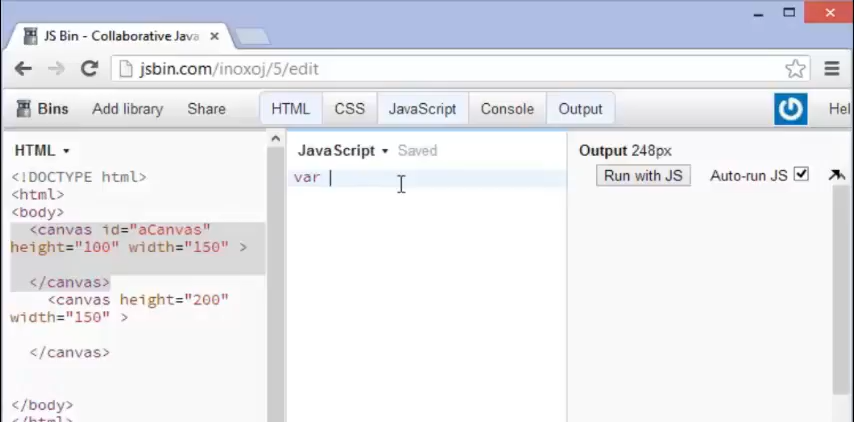 JS Bin - Collaborative Java
jsbin.com/inoxoj/5/edit
Bins Add library Share HTML CSS JavaScript Console Output Hel
HTML
JavaScript Saved
Output 248px
Run with JS Auto-run JS
<!DOCTYPE html>
<html>
<body>
<canvas id="aCanvas"
height="100" width="150" >
</canvas>
<canvas height="200"
width="150" >
</canvas>
</body>
</html>
var